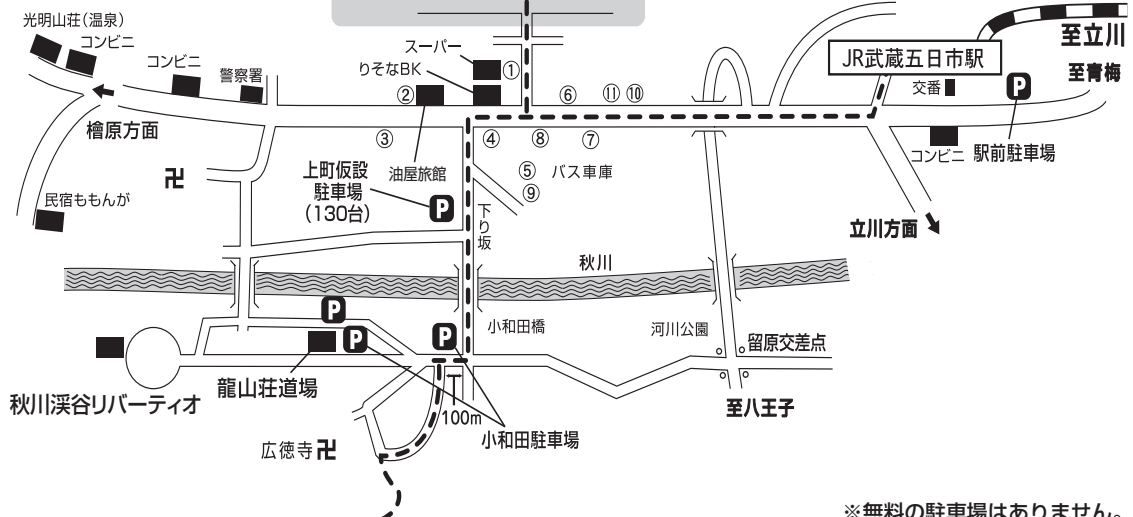 光明山荘(温泉)
コンビニ
コンビニ
警察署
スーパー
①
りそなBK
②
⑥
⑪
⑩
JR武蔵五日市駅
至立川
至青梅
交番
P
檜原方面
③
④
⑧
⑦
コンビニ
駅前駐車場
上町仮設
駐車場
(130台)
油屋旅館
⑤
バス車庫
⑨
卍
民宿ももんが
P
下り坂
立川方面
秋川
P
P
P
小和田橋
河川公園
留原交差点
龍山荘道場
秋川渓谷リバーティオ
100m
至八王子
小和田駐車場
広徳寺卍
※無料の駐車場はありません。